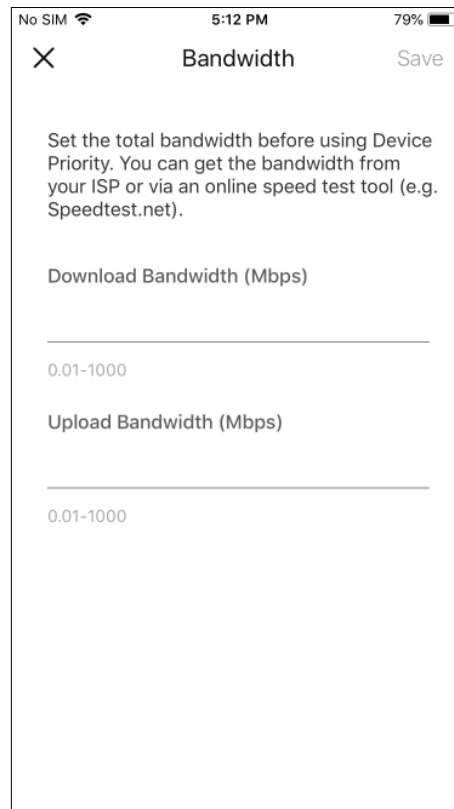 No SIM 5:12 PM 79%
Bandwidth Save
Set the total bandwidth before using Device
Priority. You can get the bandwidth from
your ISP or via an online speed test tool (e.g.
Speedtest.net).
Download Bandwidth (Mbps)
0.01-1000
Upload Bandwidth (Mbps)
0.01-1000